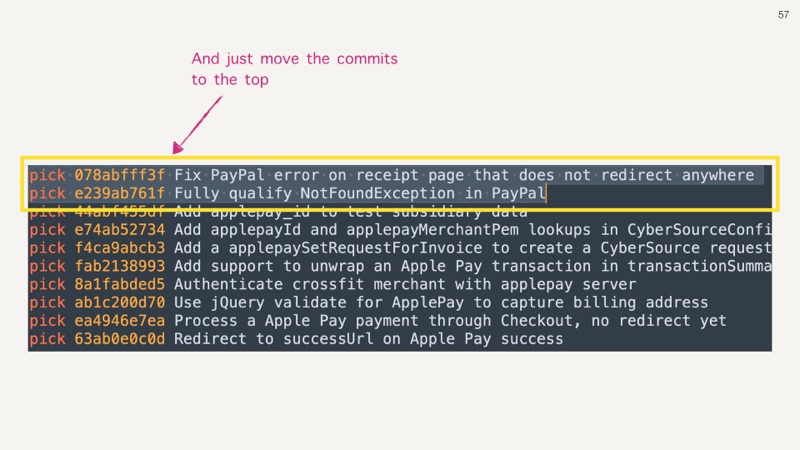 57
And just move the commits
to the top
pick 078abfff3f Fix PayPal error on receipt page that does not redirect anywhere
pick e239ab761f Fully qualify NotFoundException in PayPal
pick 44abf455df Add applepay_id to test subsidiary data
pick e74ab52734 Add applepayId and applepayMerchantPem lookups in CyberSourceConfi
pick f4ca9abcb3 Add a applepaySetRequestForInvoice to create a CyberSource request
pick fab2138993 Add support to unwrap an Apple Pay transaction in transactionSumma
pick 8a1fabded5 Authenticate crossfit merchant with applepay server
pick ab1c200d70 Use jQuery validate for ApplePay to capture billing address
pick ea4946e7ea Process a Apple Pay payment through Checkout, no redirect yet
pick 63ab0e0c0d Redirect to successUrl on Apple Pay success